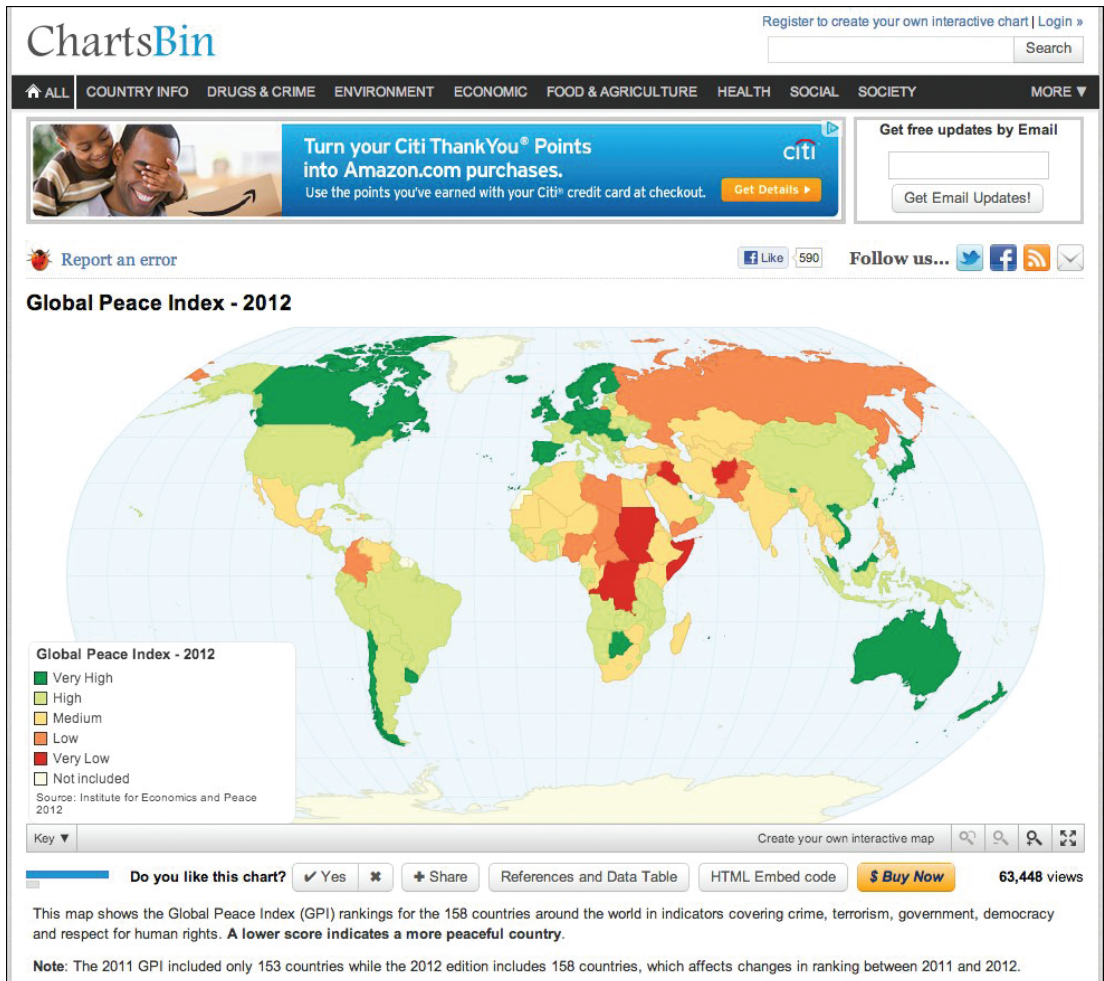 Register to create your own interactive chart | Login »
ChartsBin
Search
ALL COUNTRY INFO DRUGS & CRIME ENVIRONMENT ECONOMIC FOOD & AGRICULTURE HEALTH SOCIAL SOCIETY MORE ▼
Turn your Citi ThankYou® Points
into Amazon.com purchases.
Use the points you've earned with your Citi® credit card at checkout.
citi
Get Details
Get free updates by Email
Get Email Updates!
Report an error
Like 590 Follow us...
Global Peace Index - 2012
Global Peace Index - 2012
Very High
High
Medium
Low
Very Low
Not included
Source: Institute for Economics and Peace
2012
Key ▼ Create your own interactive map
Do you like this chart? ✔ Yes ✖ + Share References and Data Table HTML Embed code $ Buy Now 63,448 views
This map shows the Global Peace Index (GPI) rankings for the 158 countries around the world in indicators covering crime, terrorism, government, democracy
and respect for human rights. A lower score indicates a more peaceful country.
Note: The 2011 GPI included only 153 countries while the 2012 edition includes 158 countries, which affects changes in ranking between 2011 and 2012.